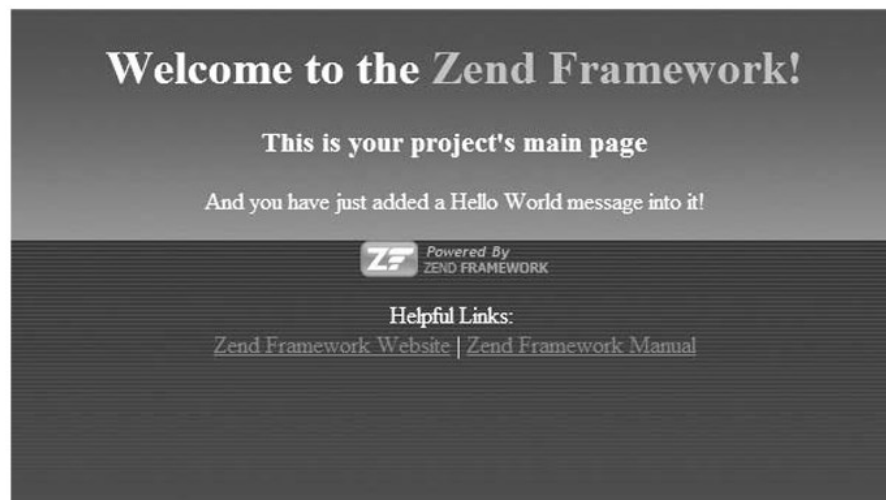 Welcome to the Zend Framework!
This is your project's main page
And you have just added a Hello World message into it!
ZF Powered By
ZEND FRAMEWORK
Helpful Links:
Zend Framework Website | Zend Framework Manual